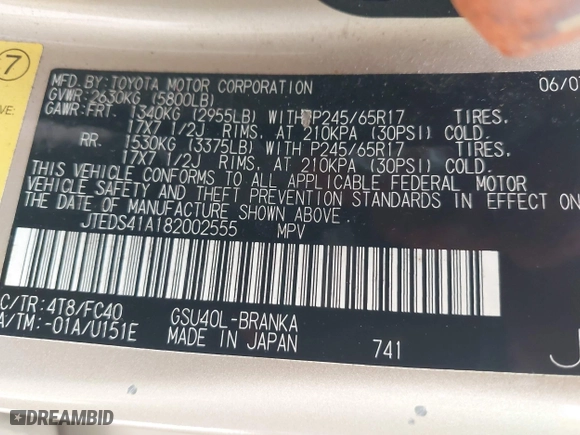 7
MFD. BY: TOYOTA MOTOR CORPORATION 06/07
GVWR: 2630KG (5800LB)
GAWR: FRT. 1340KG (2955LB) WITH P245/65R17 TIRES,
17X7 1/2J RIMS, AT 210KPA (30PSI) COLD.
RR. 1530KG (3375LB) WITH P245/65R17 TIRES,
17X7 1/2J RIMS, AT 210KPA (30PSI) COLD.
THIS VEHICLE CONFORMS TO ALL APPLICABLE FEDERAL MOTOR
VEHICLE SAFETY AND THEFT PREVENTION STANDARDS IN EFFECT ON
THE DATE OF MANUFACTURE SHOWN ABOVE.
JTEDS41A182002555 MPV
C/TR: 4T8/FC40 GSU40L-BRANKA
A/TM: -01A/U151E MADE IN JAPAN 741
DREAMBID